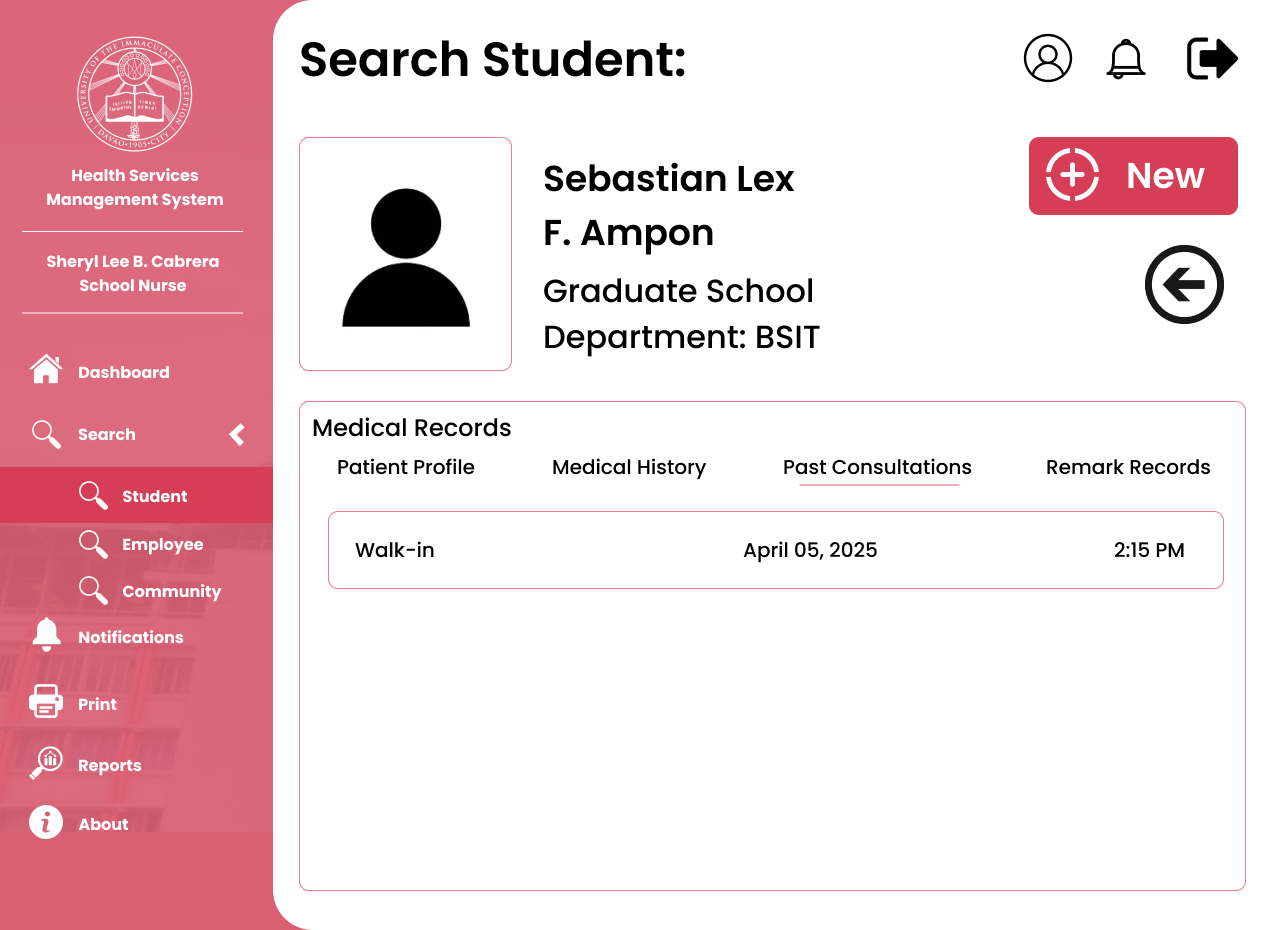 UNIVERSITY OF THE IMMACULATE CONCEPTION
DAVAO • 1905 • CITY
Health Services
Management System
Sheryl Lee B. Cabrera
School Nurse
Dashboard
Search
Student
Employee
Community
Notifications
Print
Reports
About
Search Student:
Sebastian Lex
F. Ampon
Graduate School
Department: BSIT
New
Medical Records
Patient Profile Medical History Past Consultations Remark Records
Walk-in April 05, 2025 2:15 PM